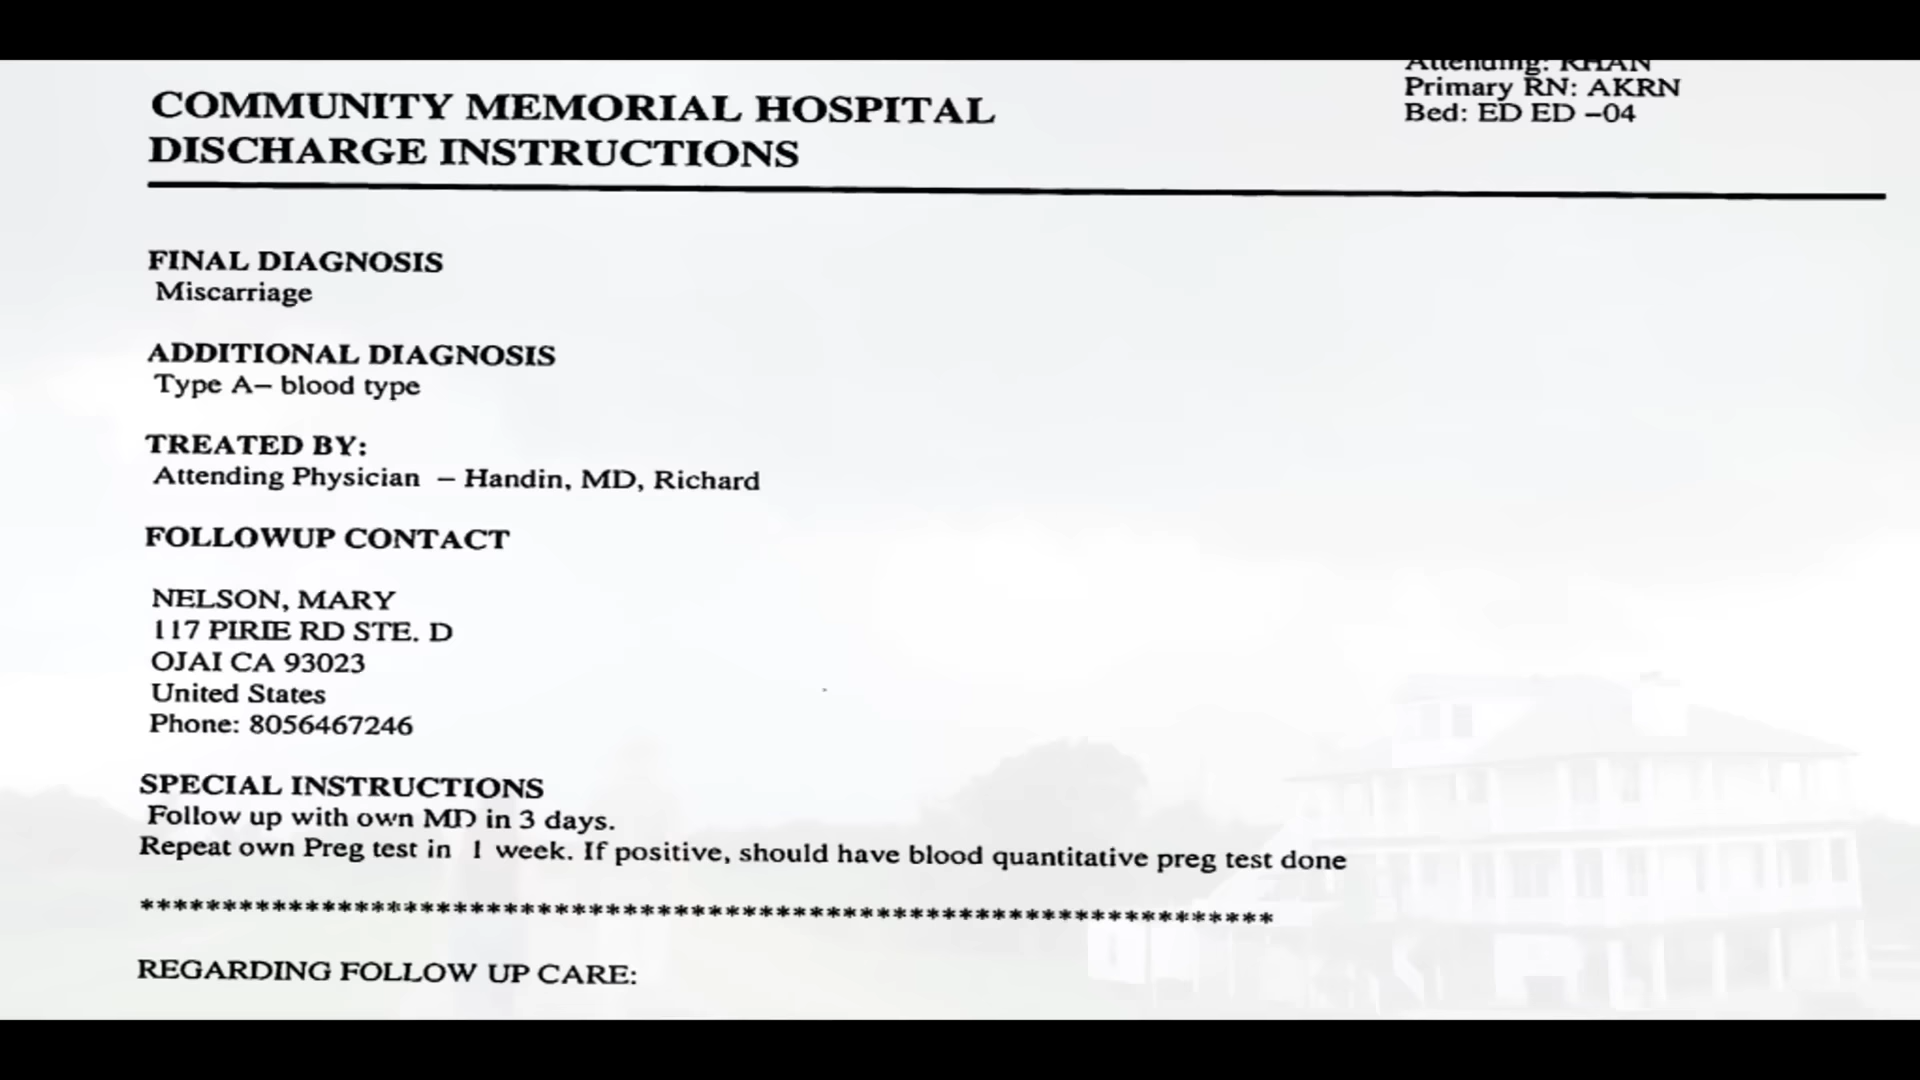 Attending: RHAN
Primary RN: AKRN
Bed: ED ED –04
COMMUNITY MEMORIAL HOSPITAL
DISCHARGE INSTRUCTIONS
FINAL DIAGNOSIS
Miscarriage
ADDITIONAL DIAGNOSIS
Type A– blood type
TREATED BY:
Attending Physician – Handin, MD, Richard
FOLLOWUP CONTACT
NELSON, MARY
117 PIRIE RD STE. D
OJAI CA 93023
United States
Phone: 8056467246
SPECIAL INSTRUCTIONS
Follow up with own MD in 3 days.
Repeat own Preg test in 1 week. If positive, should have blood quantitative preg test done
*********************************************************************
REGARDING FOLLOW UP CARE: